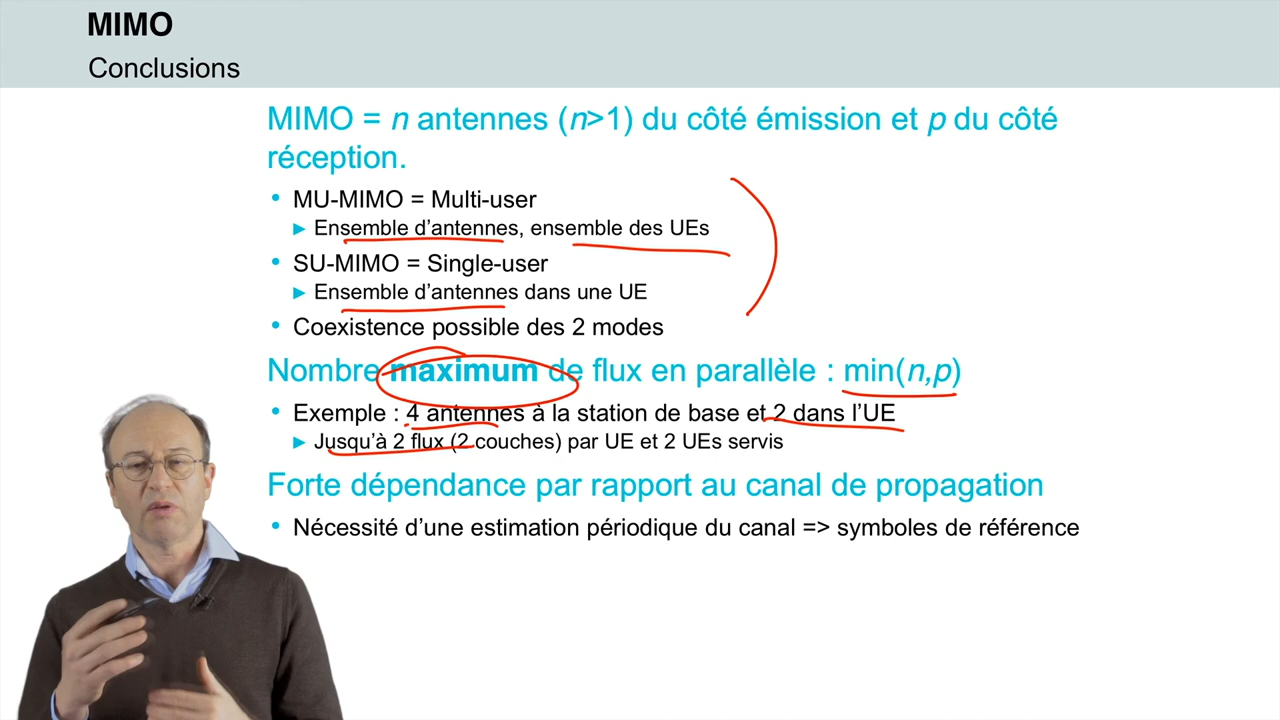 MIMO
Conclusions
MIMO = n antennes (n>1) du côté émission et p du côté
réception.
• MU-MIMO = Multi-user
► Ensemble d’antennes, ensemble des UEs
• SU-MIMO = Single-user
► Ensemble d’antennes dans une UE
• Coexistence possible des 2 modes
Nombre maximum de flux en parallèle : min(n,p)
• Exemple : 4 antennes à la station de base et 2 dans l’UE
► Jusqu’à 2 flux (2 couches) par UE et 2 UEs servis
Forte dépendance par rapport au canal de propagation
• Nécessité d’une estimation périodique du canal => symboles de référence